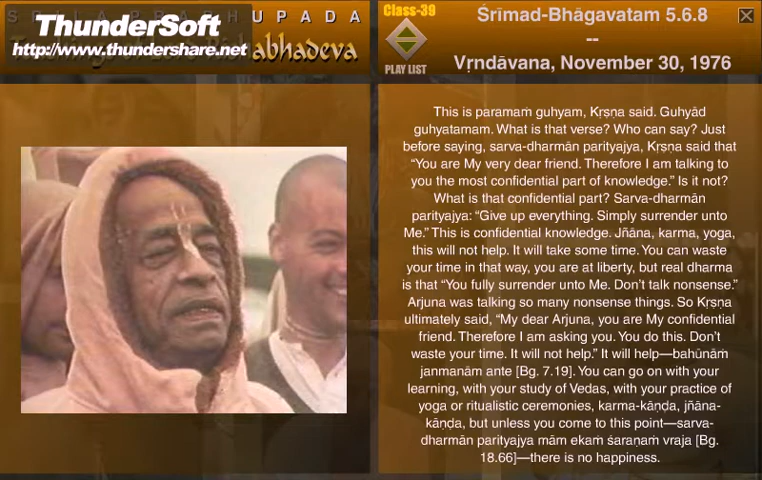 SRILA PRABHUPADA
ThunderSoft
http://www.thundershare.net
abhadeva
Class-39
PLAY LIST
Śrīmad-Bhāgavatam 5.6.8
--
Vṛndāvana, November 30, 1976
This is paramaṁ guhyam, Kṛṣṇa said. Guhyād
guhyatamam. What is that verse? Who can say? Just
before saying, sarva-dharmān parityajya, Kṛṣṇa said that
“You are My very dear friend. Therefore I am talking to
you the most confidential part of knowledge.” Is it not?
What is that confidential part? Sarva-dharmān
parityajya: “Give up everything. Simply surrender unto
Me.” This is confidential knowledge. Jñāna, karma, yoga,
this will not help. It will take some time. You can waste
your time in that way, you are at liberty, but real dharma
is that “You fully surrender unto Me. Don’t talk nonsense.”
Arjuna was talking so many nonsense things. So Kṛṣṇa
ultimately said, “My dear Arjuna, you are My confidential
friend. Therefore I am asking you. You do this. Don’t
waste your time. It will not help.” It will help—bahūnāṁ
janmanām ante [Bg. 7.19]. You can go on with your
learning, with your study of Vedas, with your practice of
yoga or ritualistic ceremonies, karma-kāṇḍa, jñāna-
kāṇḍa, but unless you come to this point—sarva-
dharmān parityajya mām ekaṁ śaraṇaṁ vraja [Bg.
18.66]—there is no happiness.